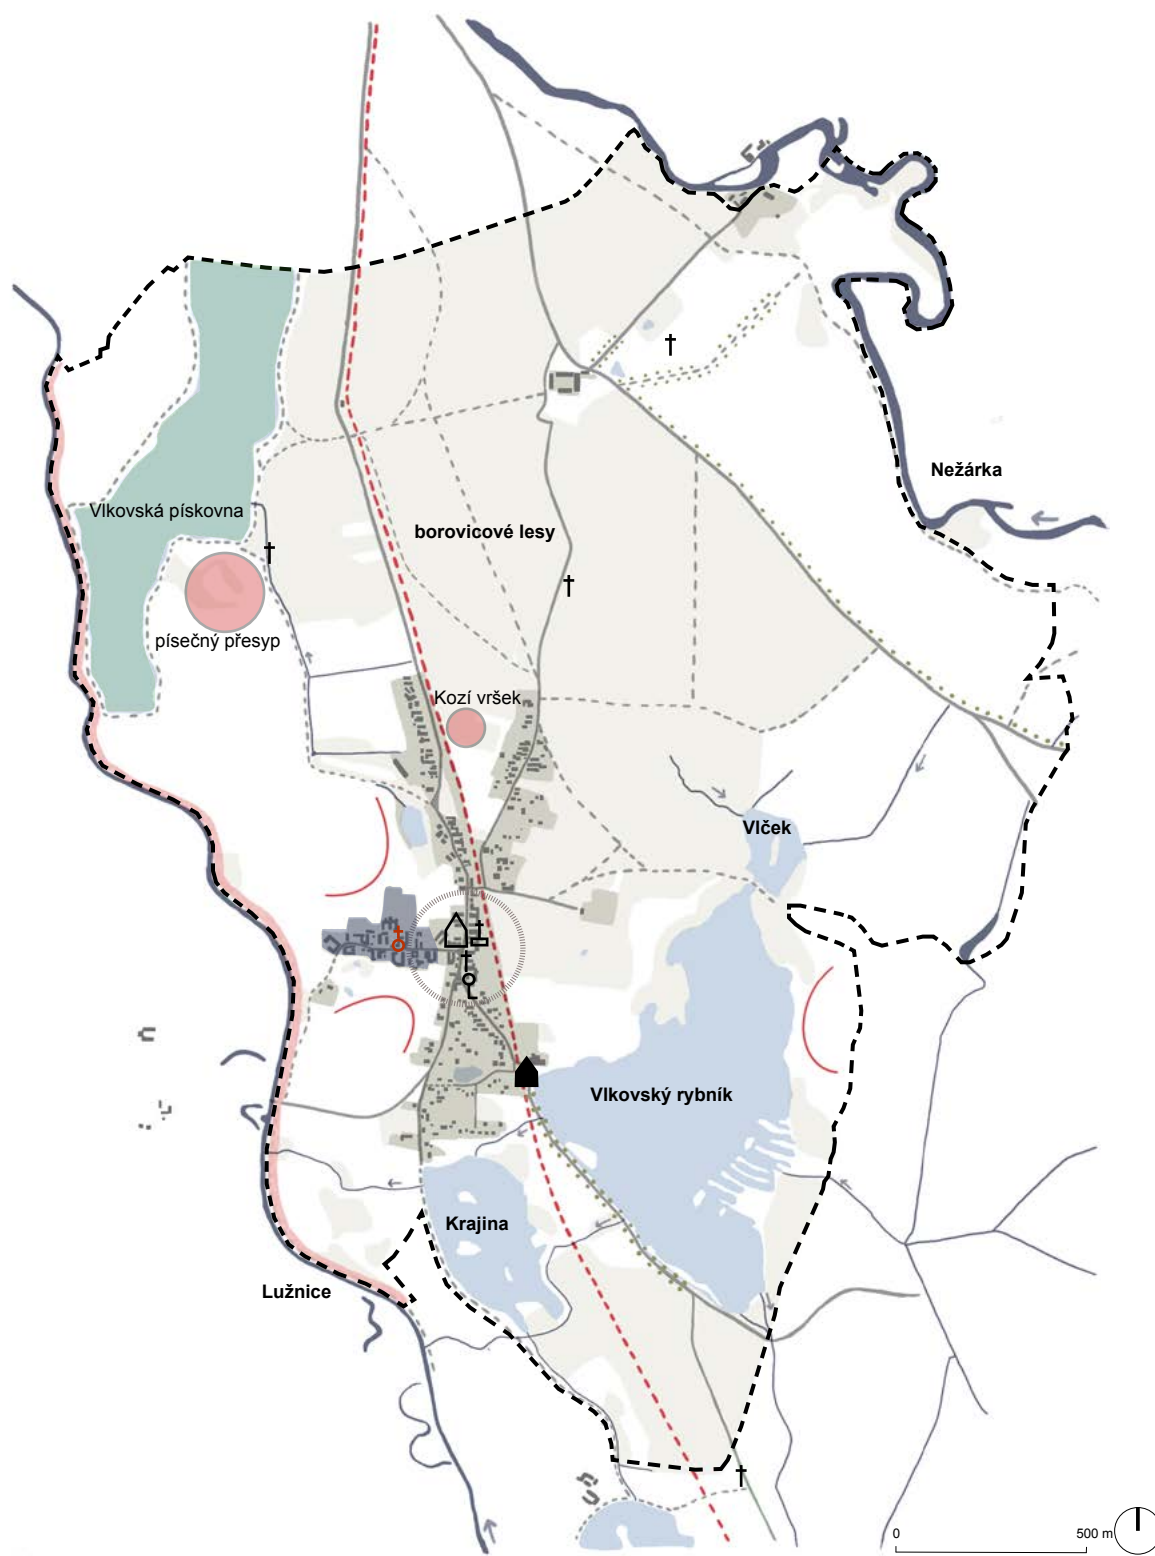 Nežárka
Vlkovská pískovna
borovicové lesy
písečný přesyp
Kozí vršek
Vlček
Vlkovský rybník
Krajina
Lužnice
0
500 m